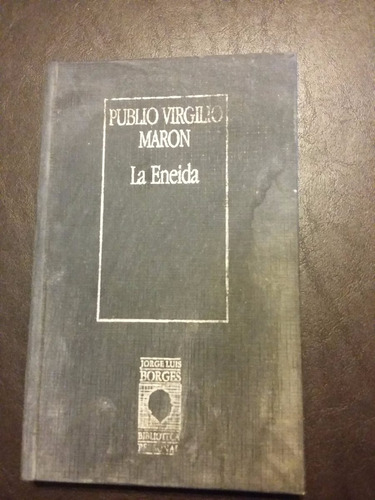 PUBLIO VIRGILIO
MARON
La Eneida
JORGE LUIS
BORGES
BIBLIOTECA
PERSONAL